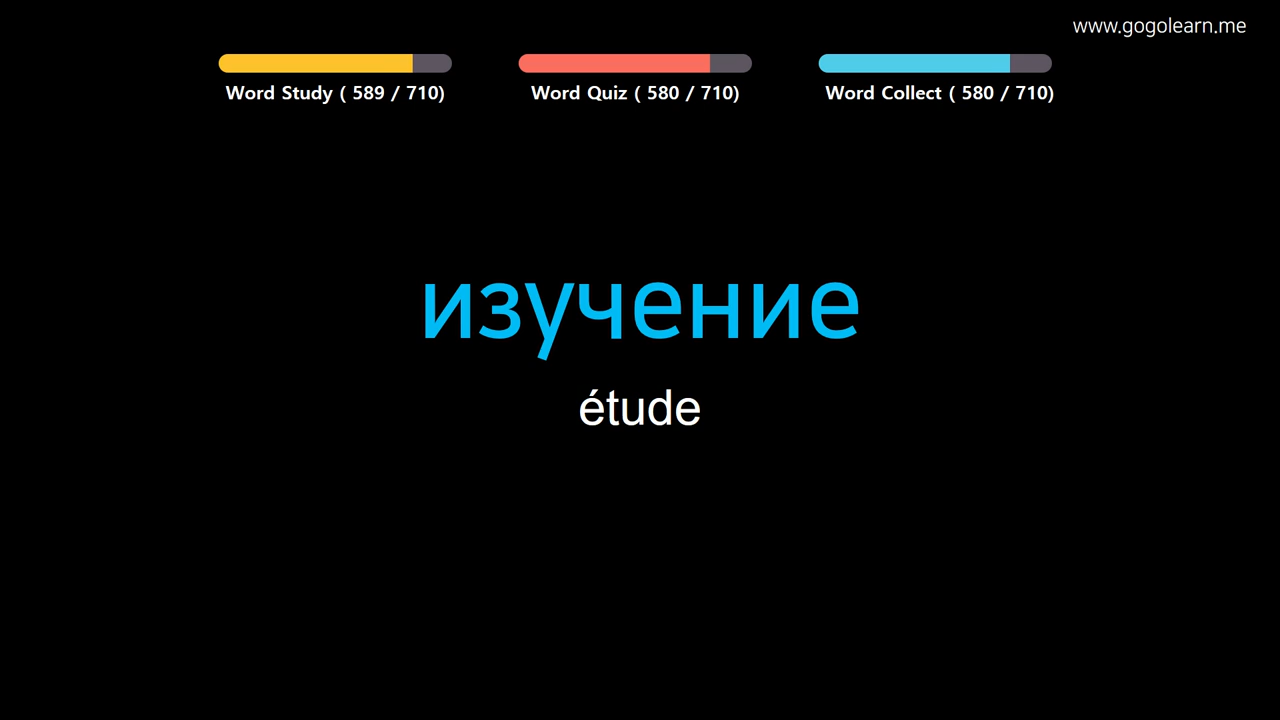 www.gogolearn.me
Word Study ( 589 / 710)
Word Quiz ( 580 / 710)
Word Collect ( 580 / 710)
изучение
étude